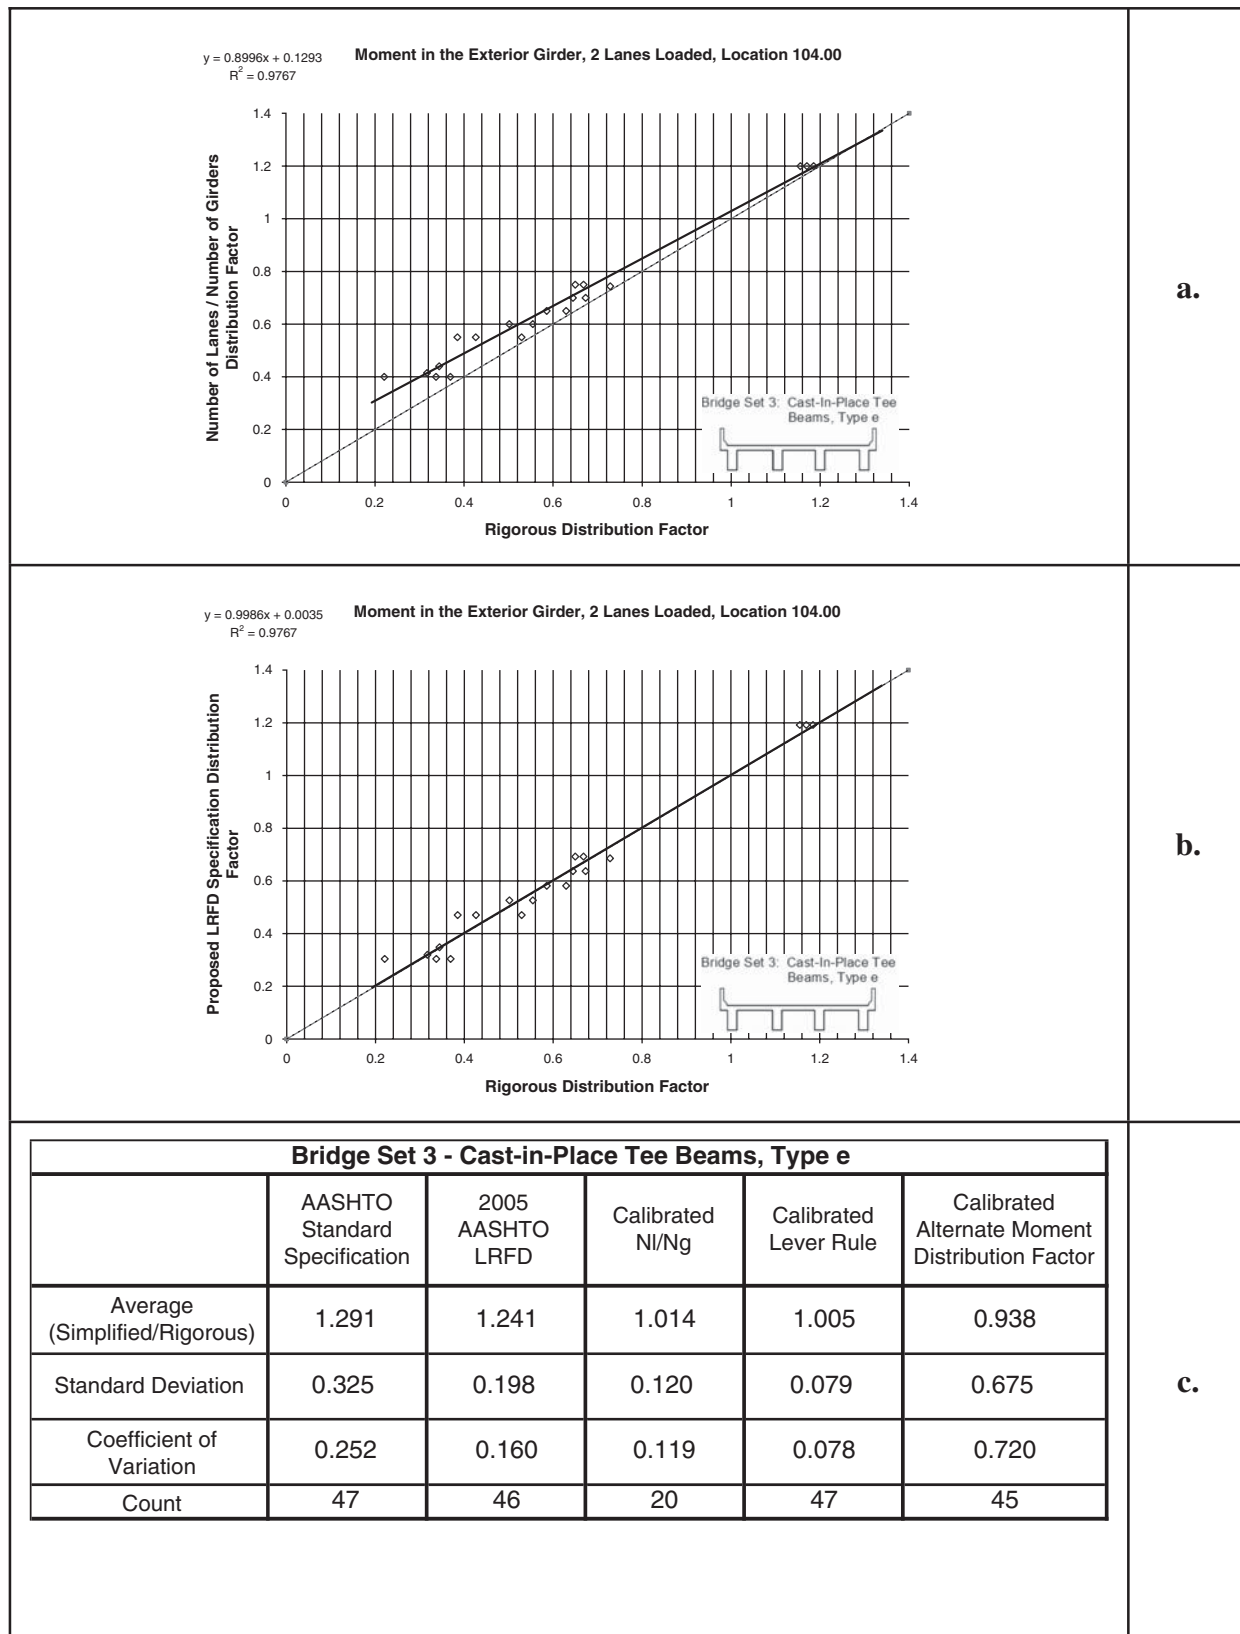 y = 0.8996x + 0.1293
R² = 0.9767
Moment in the Exterior Girder, 2 Lanes Loaded, Location 104.00
Number of Lanes / Number of Girders
Distribution Factor
1.4
1.2
1
0.8
0.6
0.4
0.2
0
0 0.2 0.4 0.6 0.8 1 1.2 1.4
Rigorous Distribution Factor
Bridge Set 3: Cast-In-Place Tee
Beams, Type e
a.
y = 0.9986x + 0.0035
R² = 0.9767
Moment in the Exterior Girder, 2 Lanes Loaded, Location 104.00
Proposed LRFD Specification Distribution
Factor
1.4
1.2
1
0.8
0.6
0.4
0.2
0
0 0.2 0.4 0.6 0.8 1 1.2 1.4
Rigorous Distribution Factor
Bridge Set 3: Cast-In-Place Tee
Beams, Type e
b.
Bridge Set 3 - Cast-in-Place Tee Beams, Type e
AASHTO
Standard
Specification
2005
AASHTO
LRFD
Calibrated
Nl/Ng
Calibrated
Lever Rule
Calibrated
Alternate Moment
Distribution Factor
Average
(Simplified/Rigorous)
1.291 1.241 1.014 1.005 0.938
Standard Deviation 0.325 0.198 0.120 0.079 0.675
Coefficient of
Variation
0.252 0.160 0.119 0.078 0.720
Count 47 46 20 47 45
c.